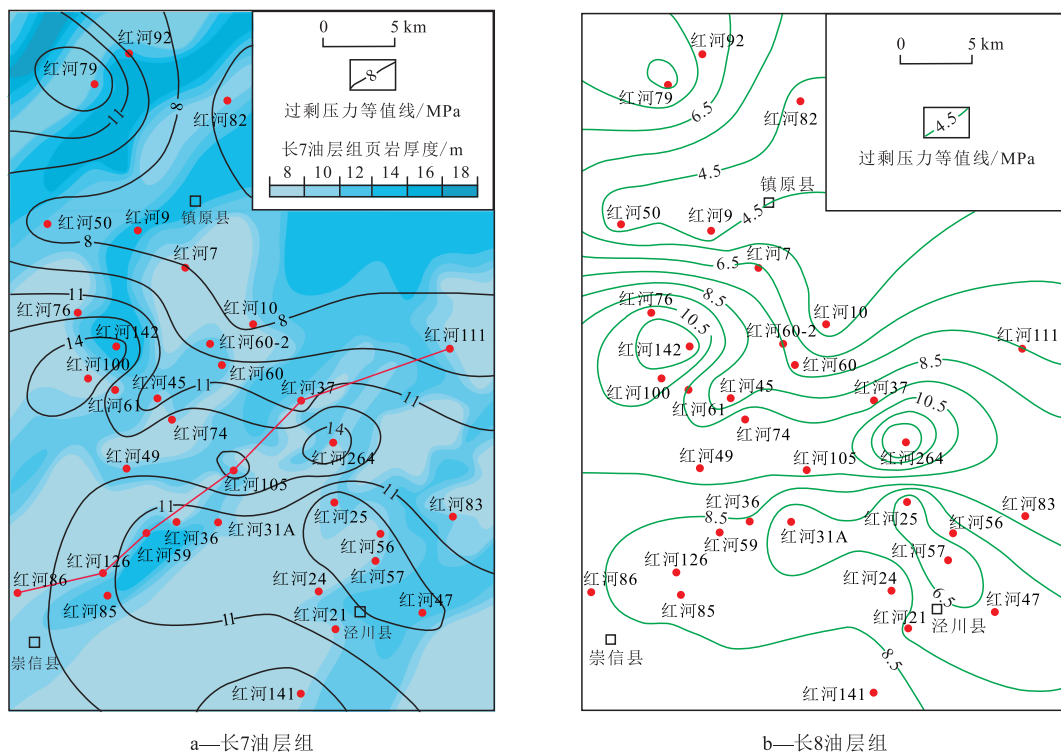 红河92
0 5 km
红河79
8
过剩压力等值线/MPa
长7油层组页岩厚度/m
8 10 12 14 16 18
11
8
红河82
镇原县
红河50
红河9
8
红河7
11
红河76
红河10
8
红河142
红河60-2
红河111
14
红河100
红河45
11
红河60
红河37
11
红河61
红河74
14
红河264
红河49
红河105
11
11
红河83
红河25
红河36
红河31A
红河59
红河56
红河126
红河57
红河86
红河24
红河85
11
红河21
红河47
泾川县
崇信县
红河141
a—长7油层组
红河92
0 5 km
红河79
4.5
过剩压力等值线/MPa
6.5
红河82
4.5
镇原县
红河50
红河9
4.5
红河7
6.5
红河76
8.5
10.5
红河10
红河60-2
红河111
红河142
红河60
8.5
红河100
红河45
红河37
红河61
10.5
红河74
红河264
红河49
红河105
红河83
红河36
8.5
红河25
红河56
红河59
红河31A
红河57
红河126
红河86
红河24
6.5
红河85
红河47
红河21
泾川县
崇信县
8.5
红河141
b—长8油层组